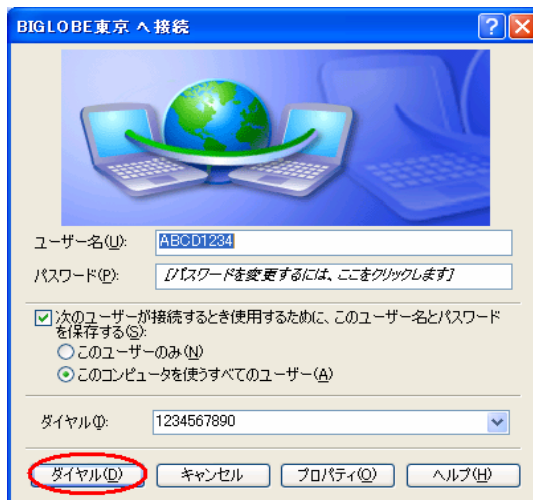 BIGLOBE東京 へ接続
ユーザー名(U):
ABCD1234
パスワード(P):
[パスワードを変更するには、ここをクリックします]
次のユーザーが接続するとき使用するために、このユーザー名とパスワード
を保存する(S):
このユーザーのみ(N)
このコンピュータを使うすべてのユーザー(A)
ダイヤル(I):
1234567890
ダイヤル(D)
キャンセル
プロパティ(O)
ヘルプ(H)